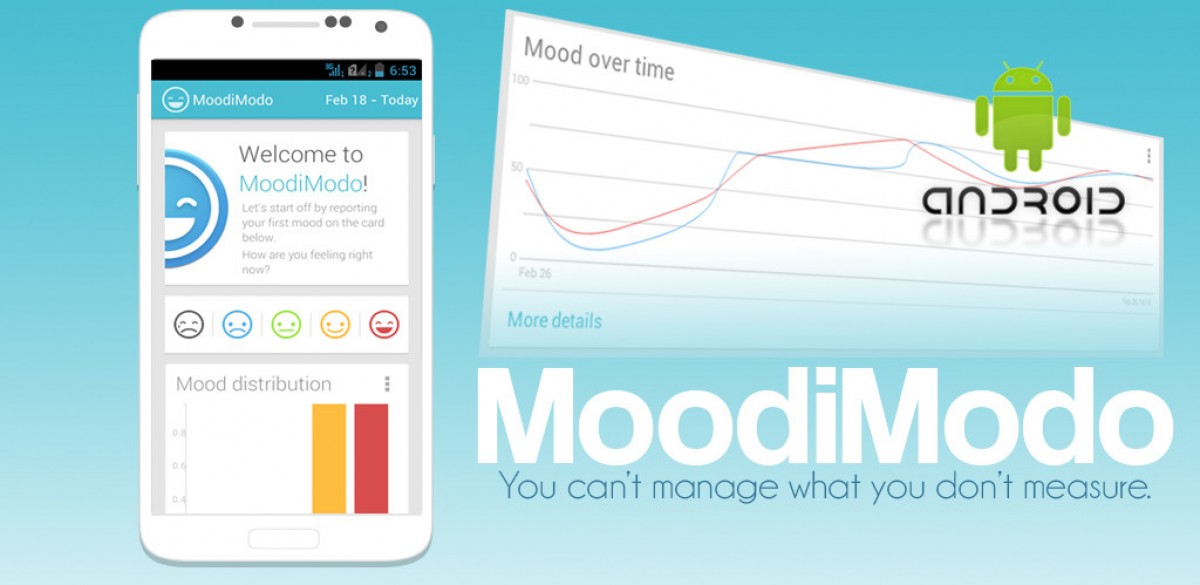 3G
6:53
MoodiModo
Feb 18 - Today
Welcome to
MoodiModo!
Let's start off by reporting
your first mood on the card
below.
How are you feeling right
now?
Mood distribution
0.8
0.6
0.4
Mood over time
100
50
0
Feb 26
More details
ANDROID
MoodiModo
You can't manage what you don't measure.